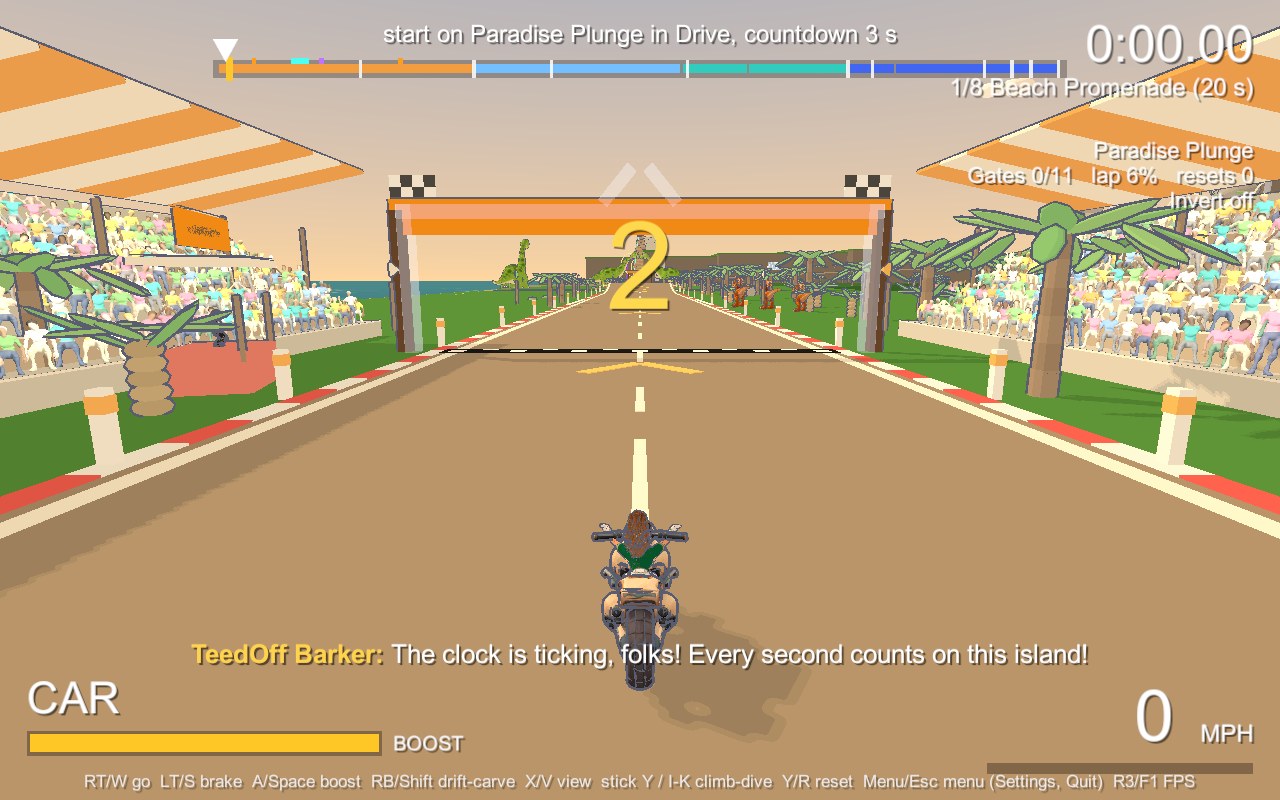 start on Paradise Plunge in Drive, countdown 3 s
0:00.00
1/8 Beach Promenade (20 s)
Paradise Plunge
Gates 0/11 lap 6% resets 0
Invert off
2
TeedOff Barker: The clock is ticking, folks! Every second counts on this island!
CAR
BOOST
0 MPH
RT/W go LT/S brake A/Space boost RB/Shift drift-carve X/V view stick Y / I-K climb-dive Y/R reset Menu/Esc menu (Settings, Quit) R3/F1 FPS